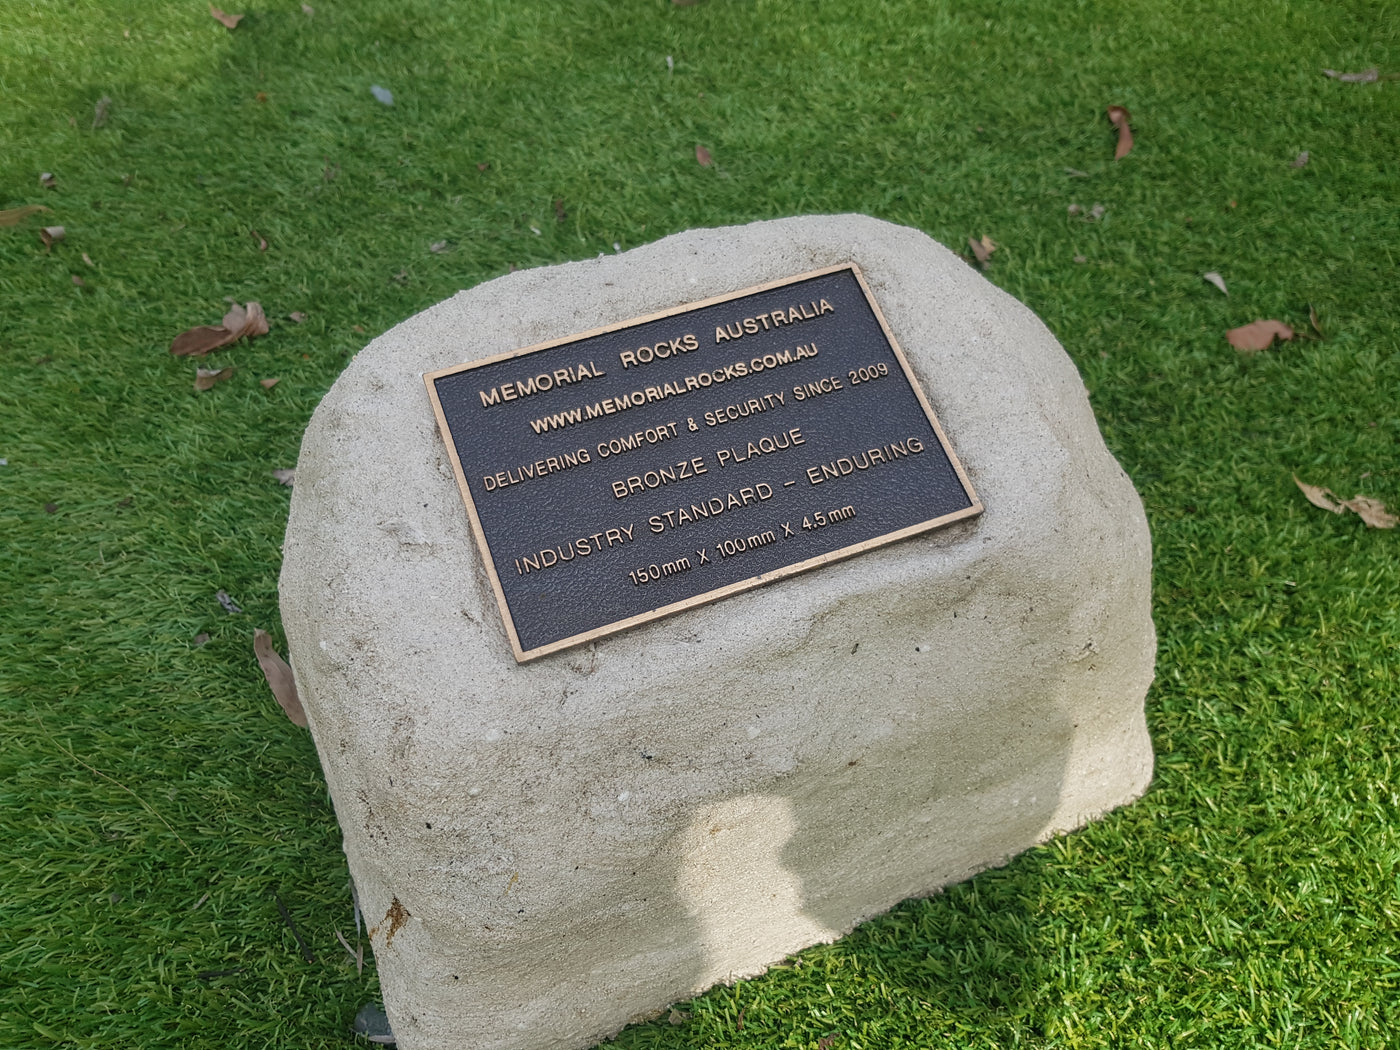 MEMORIAL ROCKS AUSTRALIA
WWW.MEMORIALROCKS.COM.AU
DELIVERING COMFORT & SECURITY SINCE 2009
BRONZE PLAQUE
INDUSTRY STANDARD - ENDURING
150mm X 100mm X 4.5mm